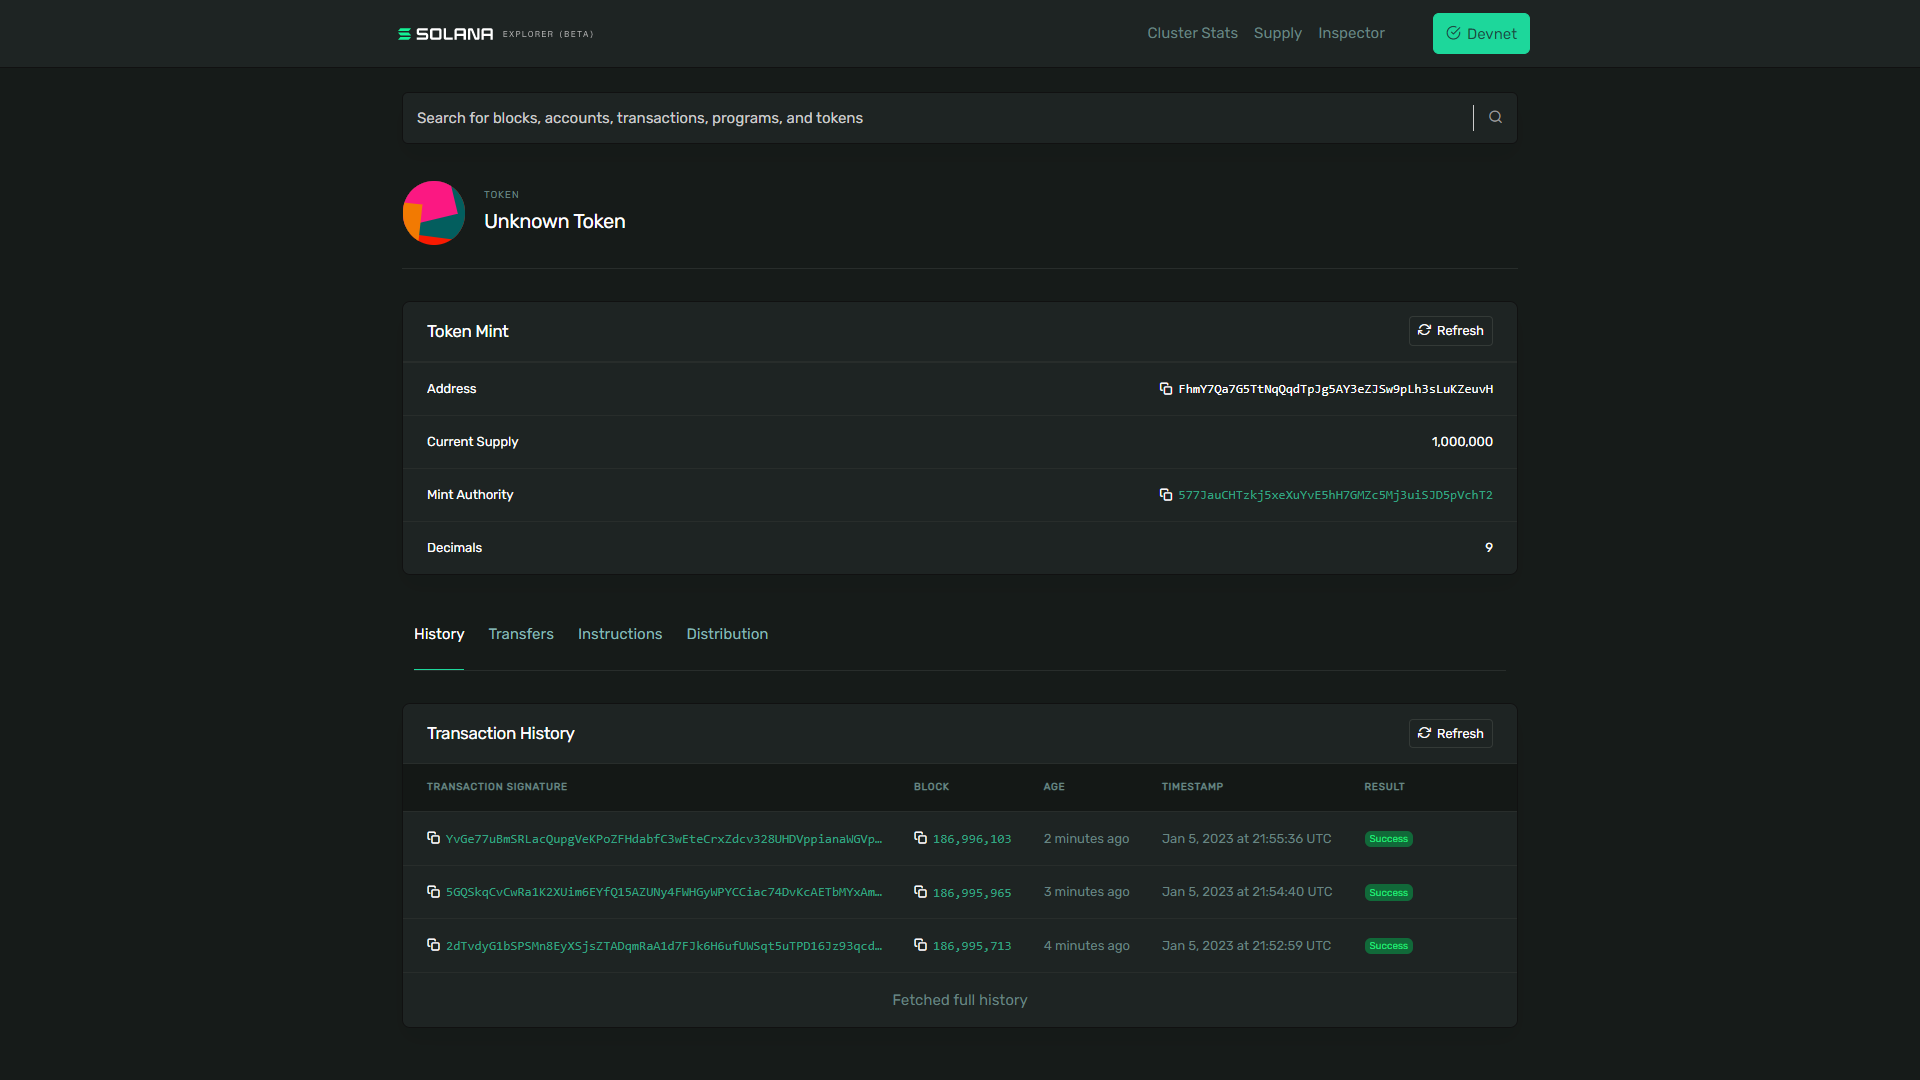 SOLANA EXPLORER (BETA) Cluster Stats Supply Inspector Devnet
Search for blocks, accounts, transactions, programs, and tokens
TOKEN
Unknown Token
Token Mint Refresh
Address FhmY7Qa7G5TtNqQqdTpJg5AY3eZJSw9pLh3sLuKZeuvH
Current Supply 1,000,000
Mint Authority 577JauCHTzkj5xeXuYvE5hH7GMZc5Mj3uiSJD5pVchT2
Decimals 9
History Transfers Instructions Distribution
Transaction History Refresh
TRANSACTION SIGNATURE BLOCK AGE TIMESTAMP RESULT
YvGe77uBmSRLacQupgVeKPoZFHdabfC3wEteCrxZdcv328UHDVppianaWGVp… 186,996,103 2 minutes ago Jan 5, 2023 at 21:55:36 UTC Success
5GQSkqCvCwRa1K2XUim6EYfQ15AZUNy4FWHGyWPYCCiac74DvKcAETbMYxAm… 186,995,965 3 minutes ago Jan 5, 2023 at 21:54:40 UTC Success
2dTvdyG1bSPSMn8EyXSjsZTADqmRaA1d7FJk6H6ufUWSqt5uTPD16Jz93qcd… 186,995,713 4 minutes ago Jan 5, 2023 at 21:52:59 UTC Success
Fetched full history